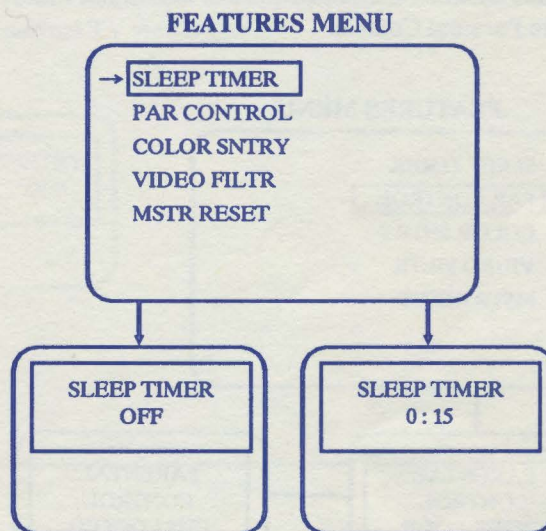 FEATURES MENU
→ SLEEP TIMER
PAR CONTROL
COLOR SNTRY
VIDEO FILTR
MSTR RESET
SLEEP TIMER
OFF
SLEEP TIMER
0 : 15